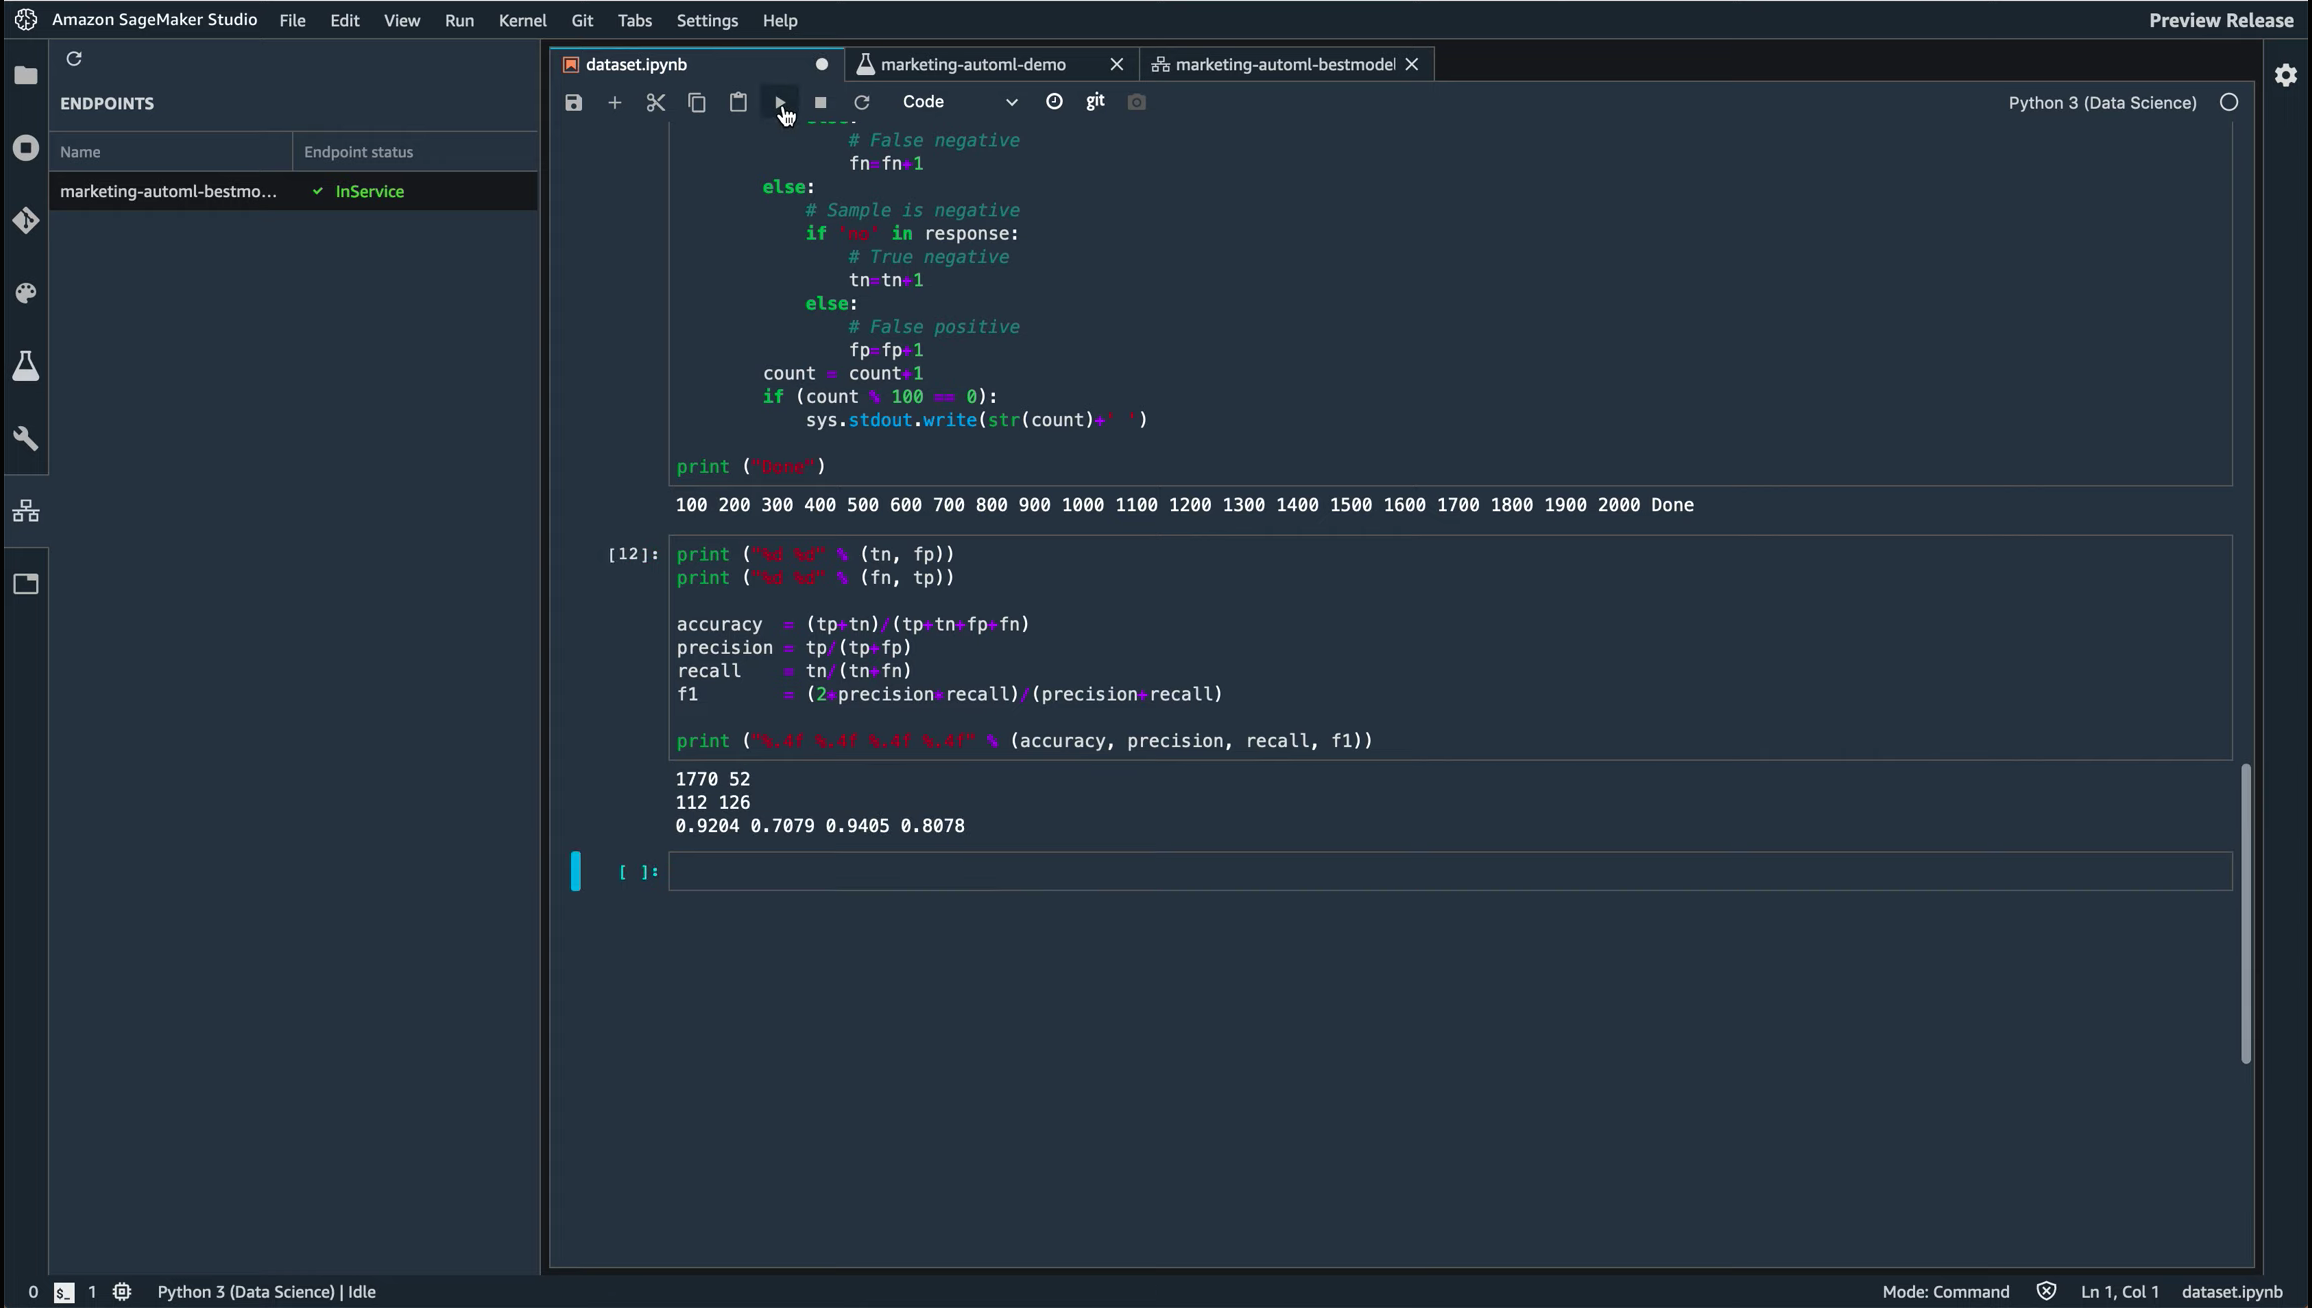 Amazon SageMaker Studio File Edit View Run Kernel Git Tabs Settings Help Preview Release
dataset.ipynb marketing-automl-demo marketing-automl-bestmodel
ENDPOINTS
Code git Python 3 (Data Science)
Name Endpoint status
marketing-automl-bestmo... InService
# False negative
fn=fn+1
else:
# Sample is negative
if 'no' in response:
# True negative
tn=tn+1
else:
# False positive
fp=fp+1
count = count+1
if (count % 100 == 0):
sys.stdout.write(str(count)+' ')
print ("Done")
100 200 300 400 500 600 700 800 900 1000 1100 1200 1300 1400 1500 1600 1700 1800 1900 2000 Done
[12]: print ("%d %d" % (tn, fp))
print ("%d %d" % (fn, tp))
accuracy = (tp+tn)/(tp+tn+fp+fn)
precision = tp/(tp+fp)
recall = tn/(tn+fn)
f1 = (2*precision*recall)/(precision+recall)
print ("%.4f %.4f %.4f %.4f" % (accuracy, precision, recall, f1))
1770 52
112 126
0.9204 0.7079 0.9405 0.8078
[ ]:
0 $_ 1 Python 3 (Data Science) | Idle Mode: Command Ln 1, Col 1 dataset.ipynb